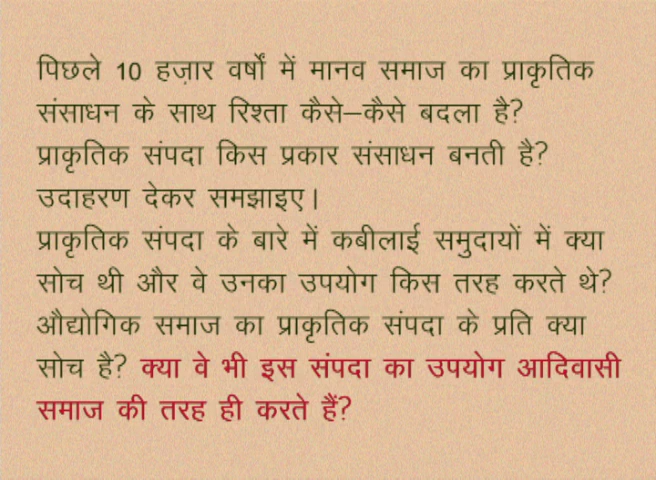 पिछले 10 हज़ार वर्षों में मानव समाज का प्राकृतिक
संसाधन के साथ रिश्ता कैसे–कैसे बदला है?
प्राकृतिक संपदा किस प्रकार संसाधन बनती है?
उदाहरण देकर समझाइए।
प्राकृतिक संपदा के बारे में कबीलाई समुदायों में क्या
सोच थी और वे उनका उपयोग किस तरह करते थे?
औद्योगिक समाज का प्राकृतिक संपदा के प्रति क्या
सोच है? क्या वे भी इस संपदा का उपयोग आदिवासी
समाज की तरह ही करते हैं?